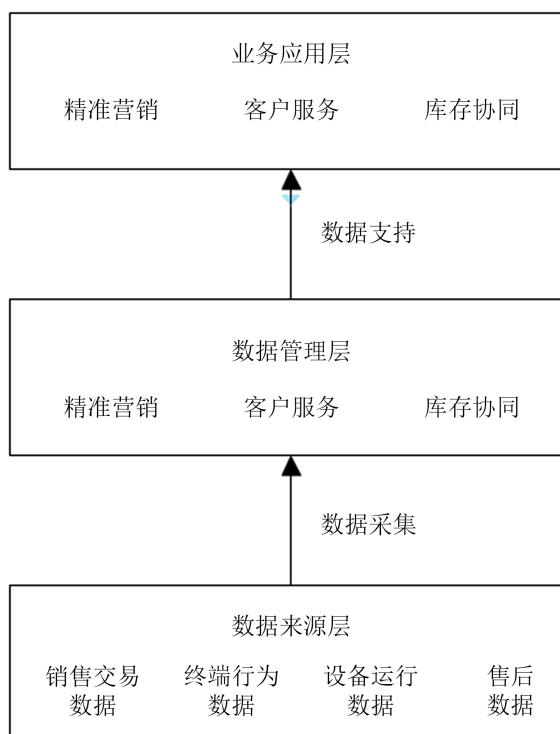 业务应用层
精准营销 客户服务 库存协同
数据支持
数据管理层
精准营销 客户服务 库存协同
数据采集
数据来源层
销售交易 终端行为 设备运行 售后
数据 数据 数据 数据